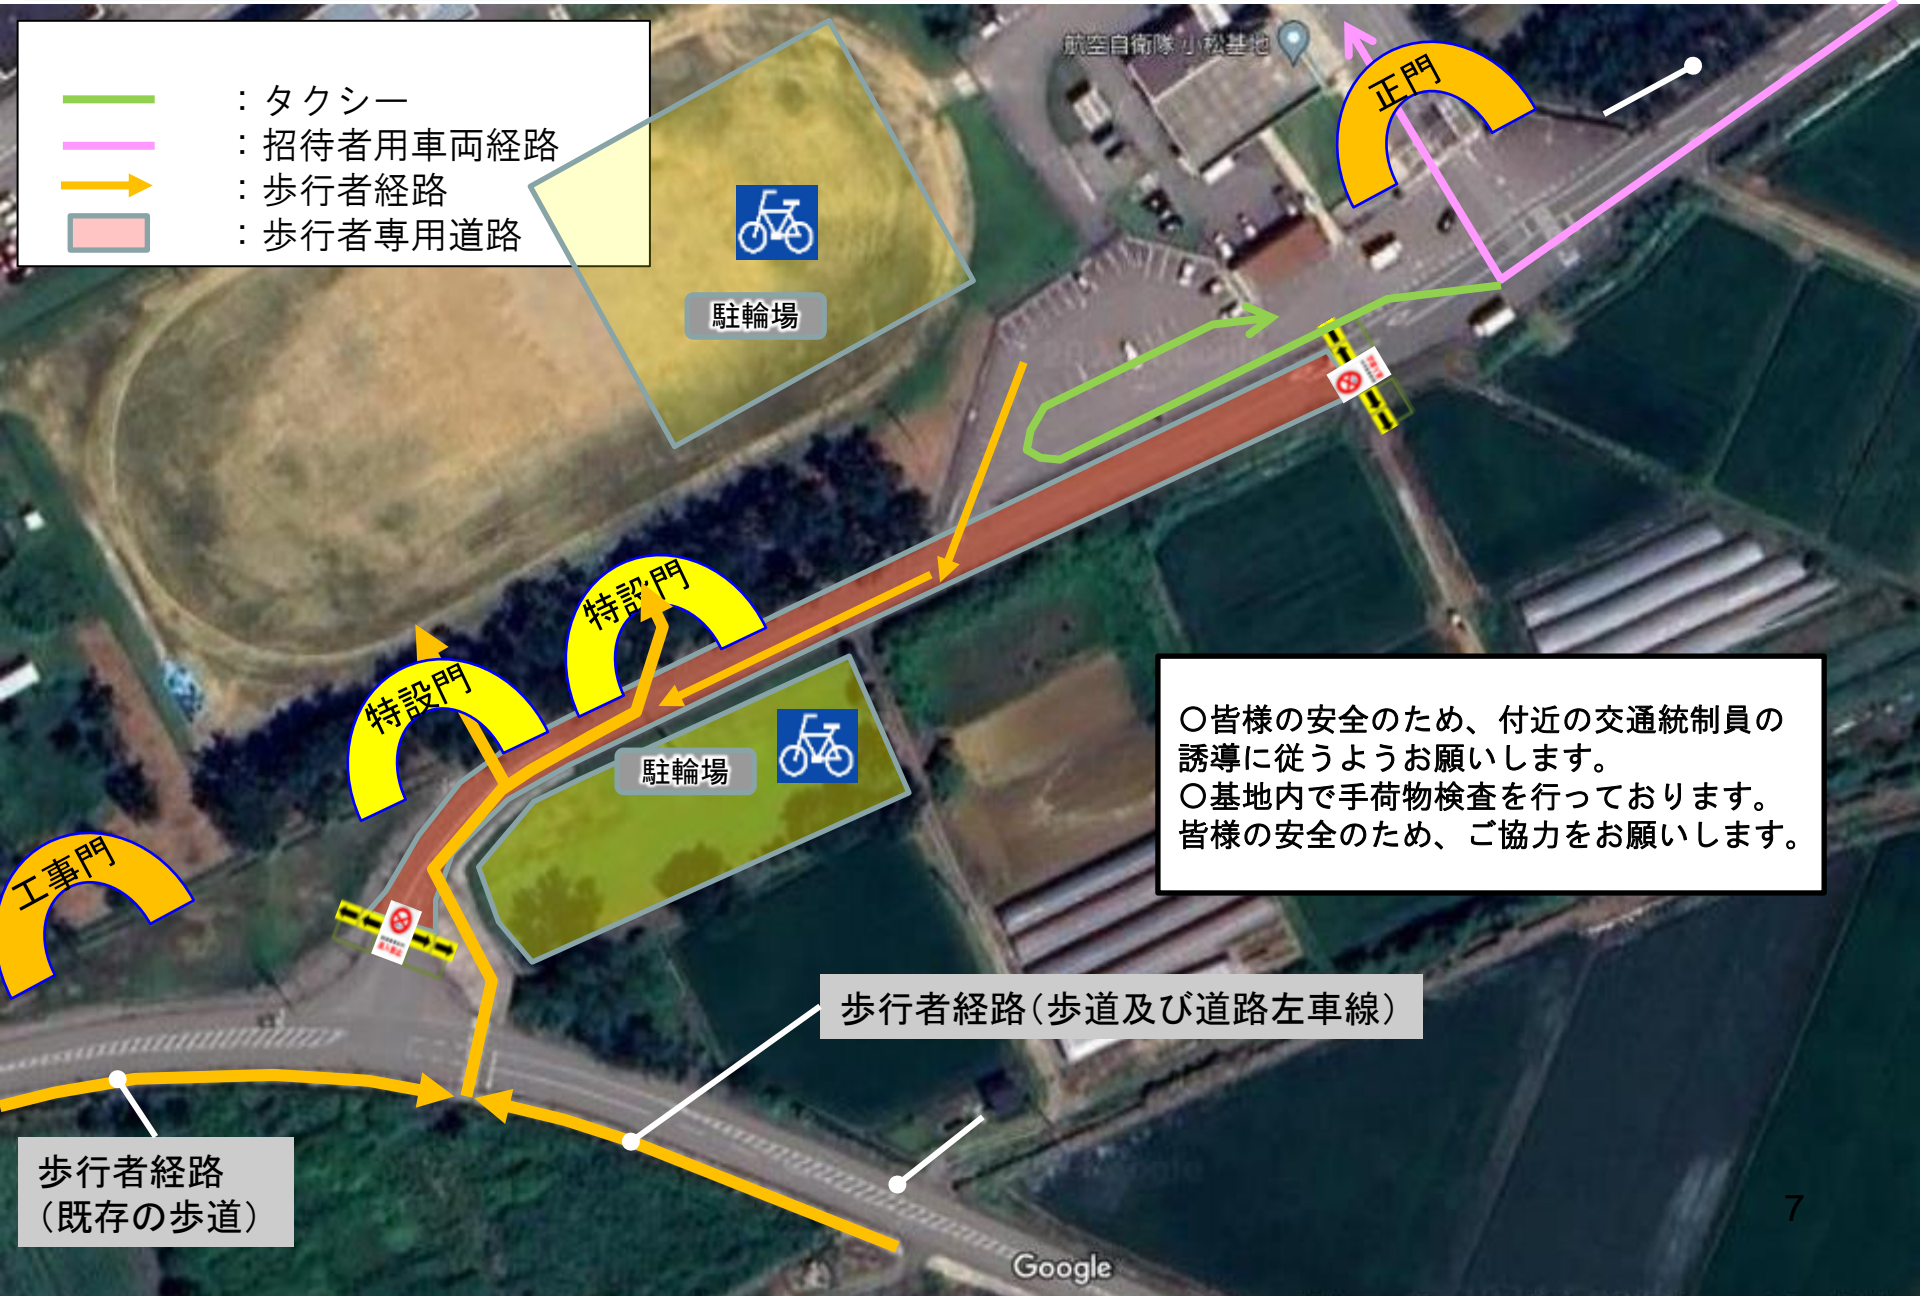 ：タクシー
：招待者用車両経路
：歩行者経路
：歩行者専用道路
航空自衛隊 小松基地
正門
駐輪場
特設門
特設門
駐輪場
工事門
〇皆様の安全のため、付近の交通統制員の
誘導に従うようお願いします。
〇基地内で手荷物検査を行っております。
皆様の安全のため、ご協力をお願いします。
歩行者経路（歩道及び道路左車線）
歩行者経路
（既存の歩道）
7
Google